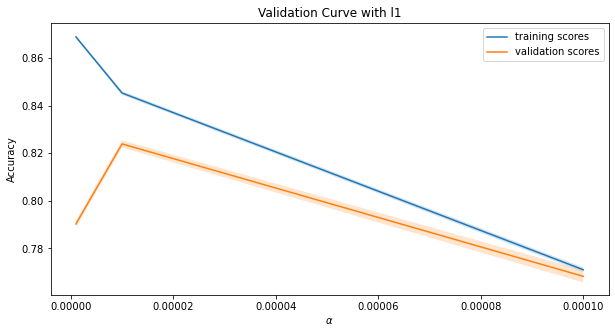 Validation Curve with l1
training scores
validation scores
Accuracy
0.86
0.84
0.82
0.80
0.78
0.00000
0.00002
0.00004
0.00006
0.00008
0.00010
α